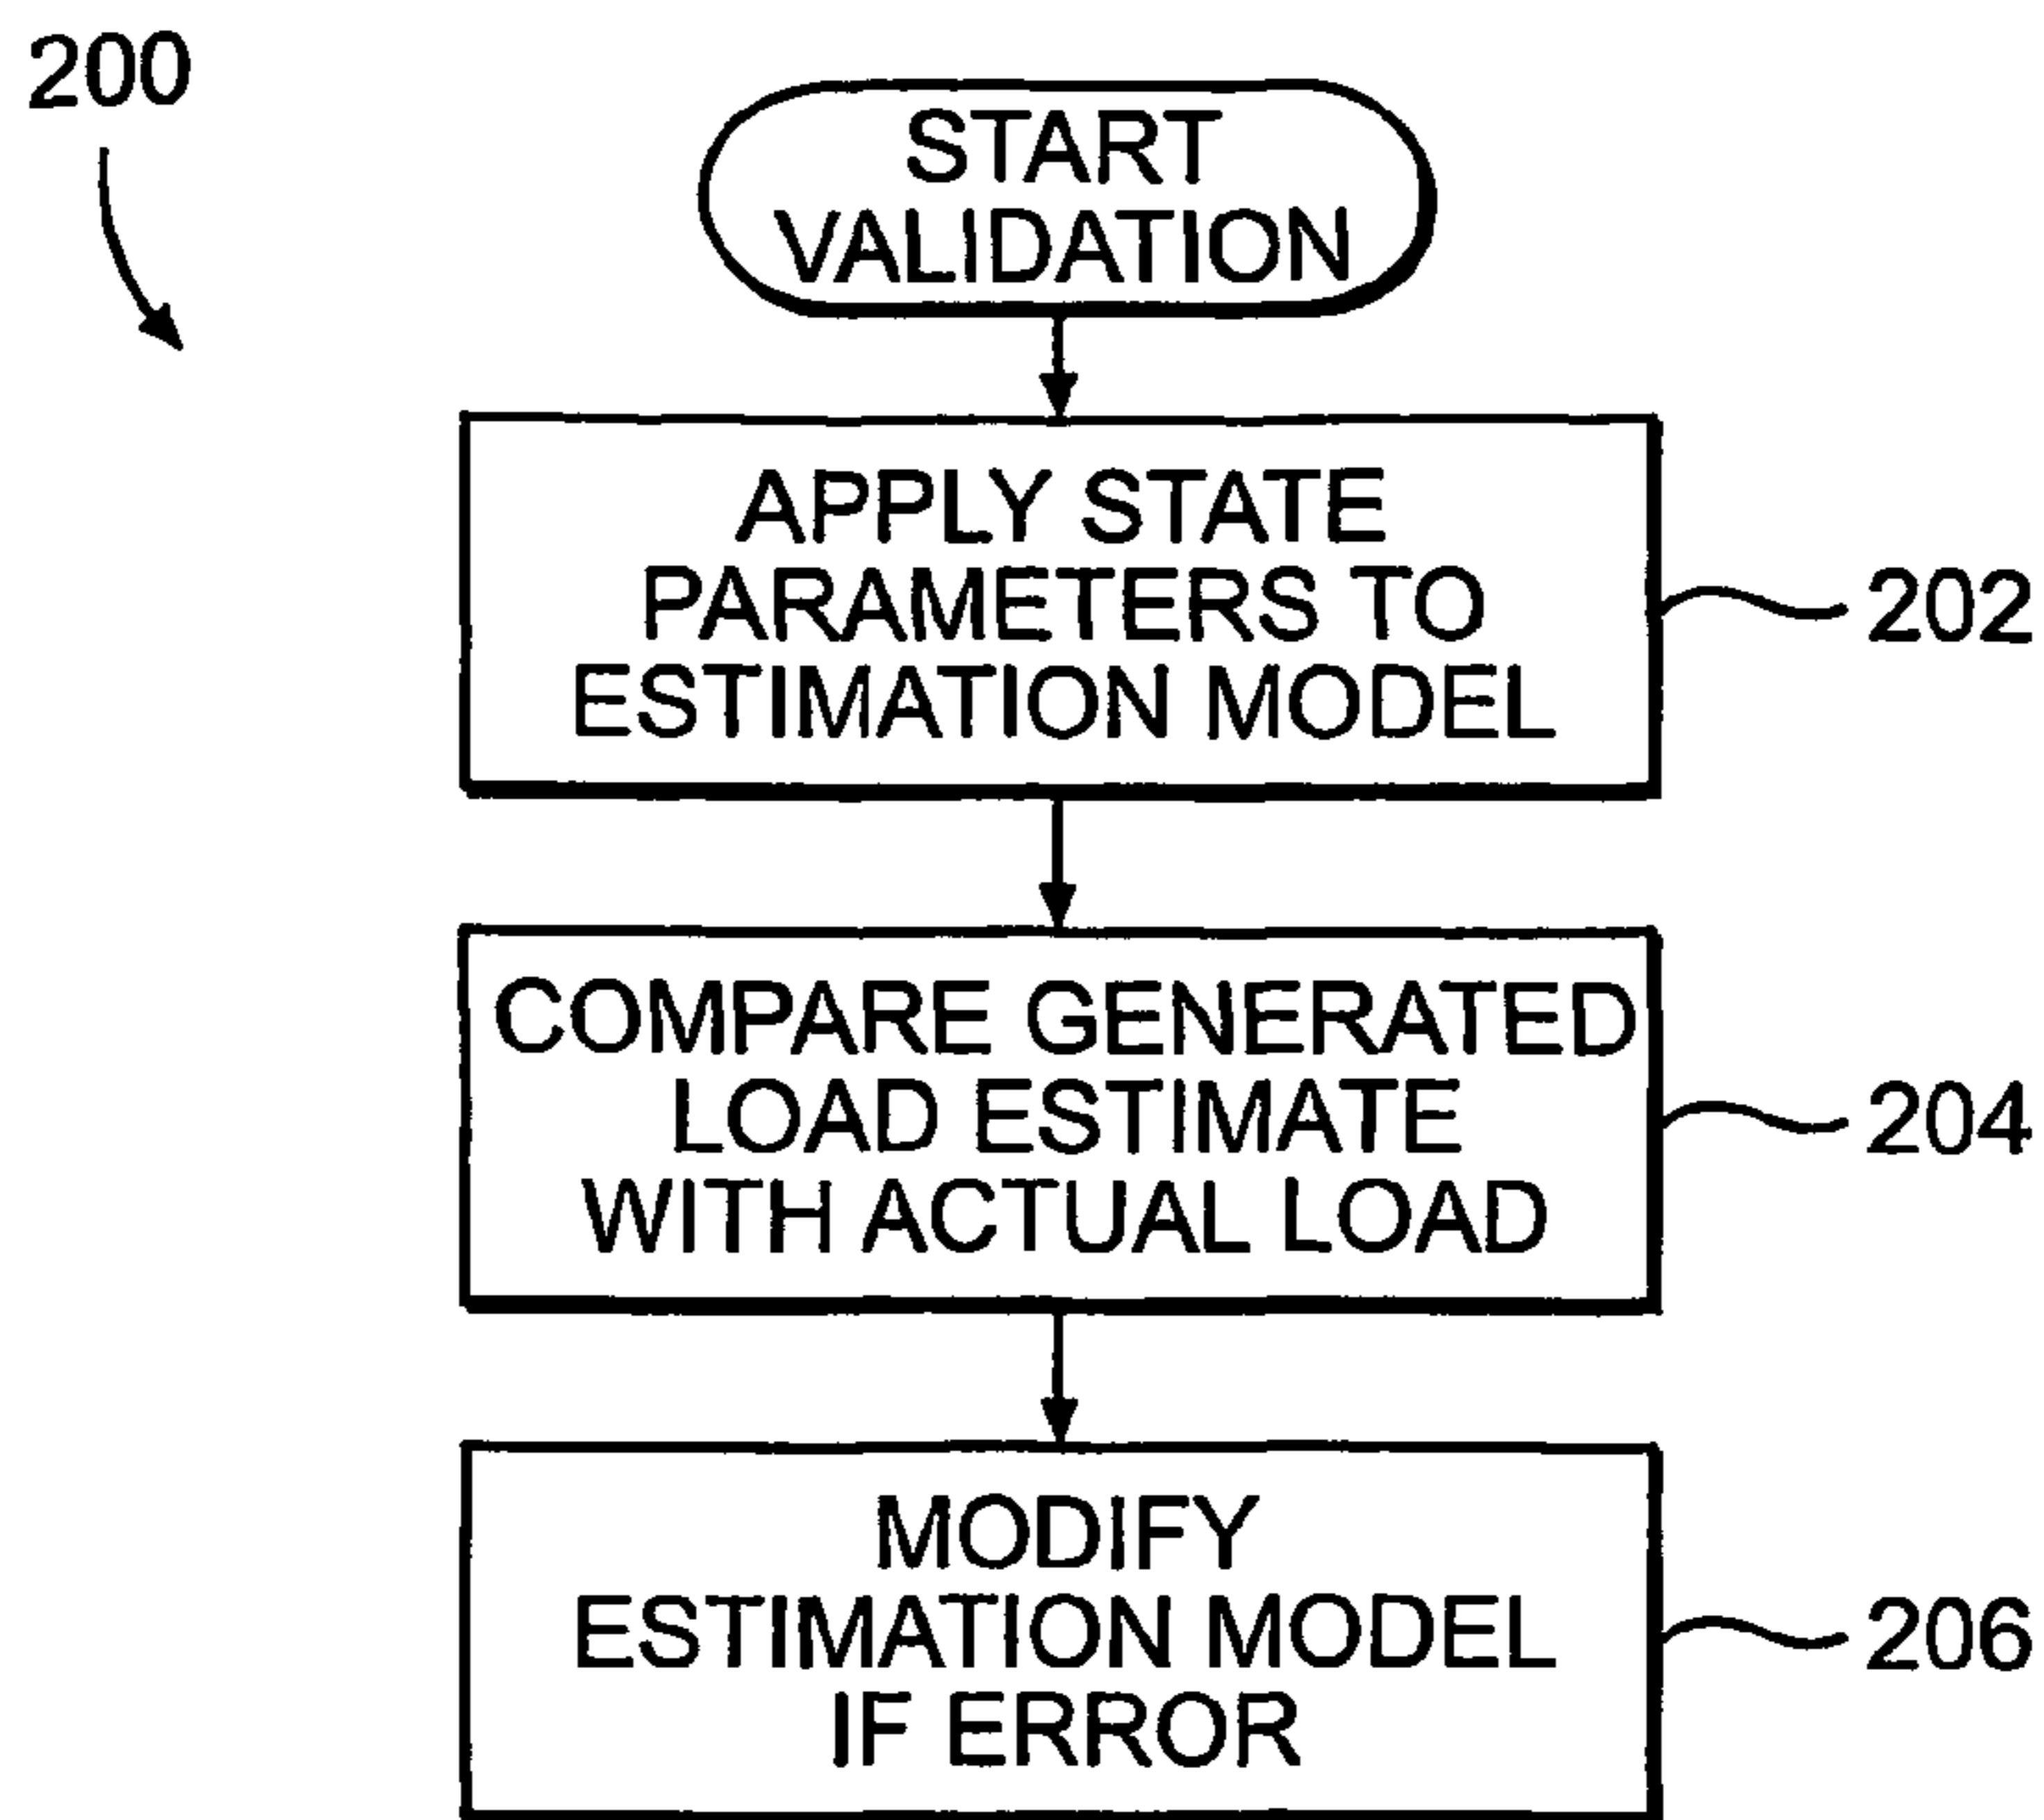 200
START
VALIDATION
APPLY STATE
PARAMETERS TO
ESTIMATION MODEL
202
COMPARE GENERATED
LOAD ESTIMATE
WITH ACTUAL LOAD
204
MODIFY
ESTIMATION MODEL
IF ERROR
206